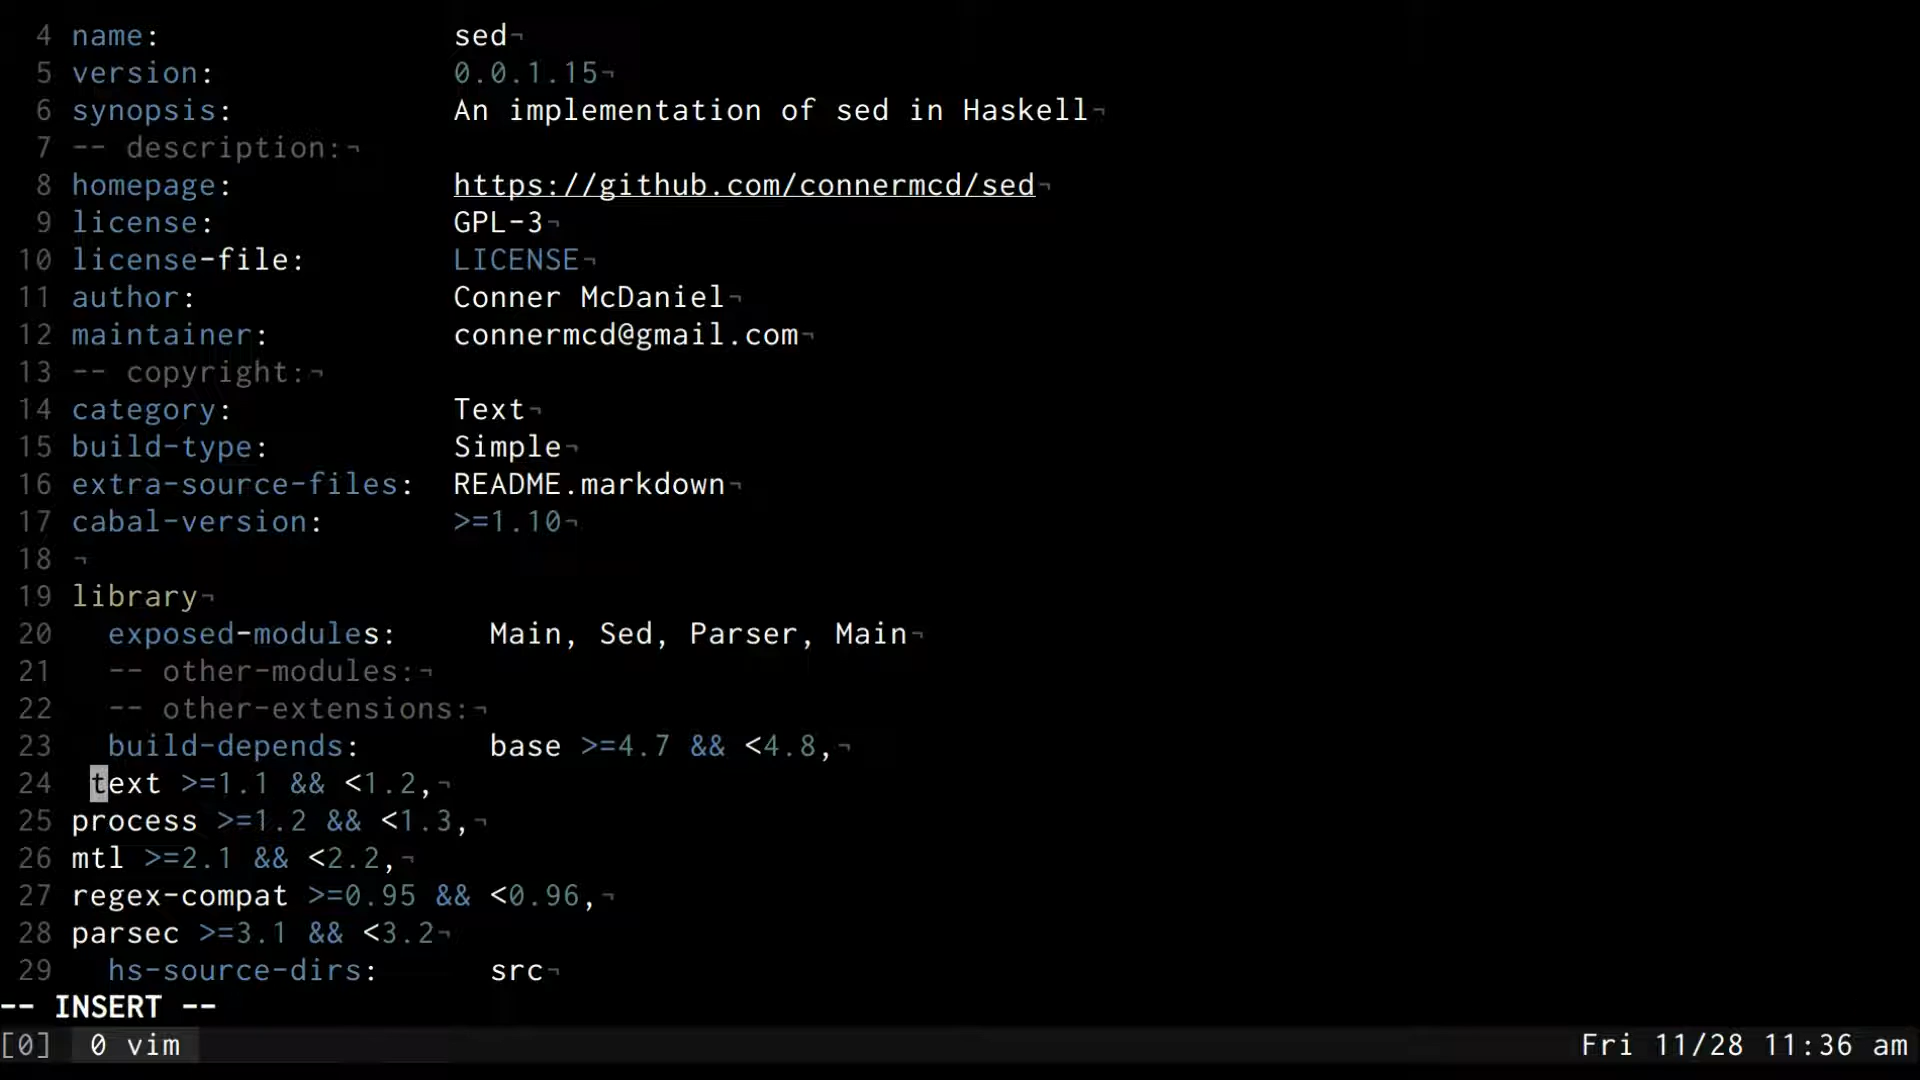 4 name: sed¬
5 version: 0.0.1.15¬
6 synopsis: An implementation of sed in Haskell¬
7 -- description:¬
8 homepage: https://github.com/connermcd/sed¬
9 license: GPL-3¬
10 license-file: LICENSE¬
11 author: Conner McDaniel¬
12 maintainer: connermcd@gmail.com¬
13 -- copyright:¬
14 category: Text¬
15 build-type: Simple¬
16 extra-source-files: README.markdown¬
17 cabal-version: >=1.10¬
18 ¬
19 library¬
20 exposed-modules: Main, Sed, Parser, Main¬
21 -- other-modules:¬
22 -- other-extensions:¬
23 build-depends: base >=4.7 && <4.8,¬
24 text >=1.1 && <1.2,¬
25 process >=1.2 && <1.3,¬
26 mtl >=2.1 && <2.2,¬
27 regex-compat >=0.95 && <0.96,¬
28 parsec >=3.1 && <3.2¬
29 hs-source-dirs: src¬
-- INSERT --
[0] 0 vim Fri 11/28 11:36 am